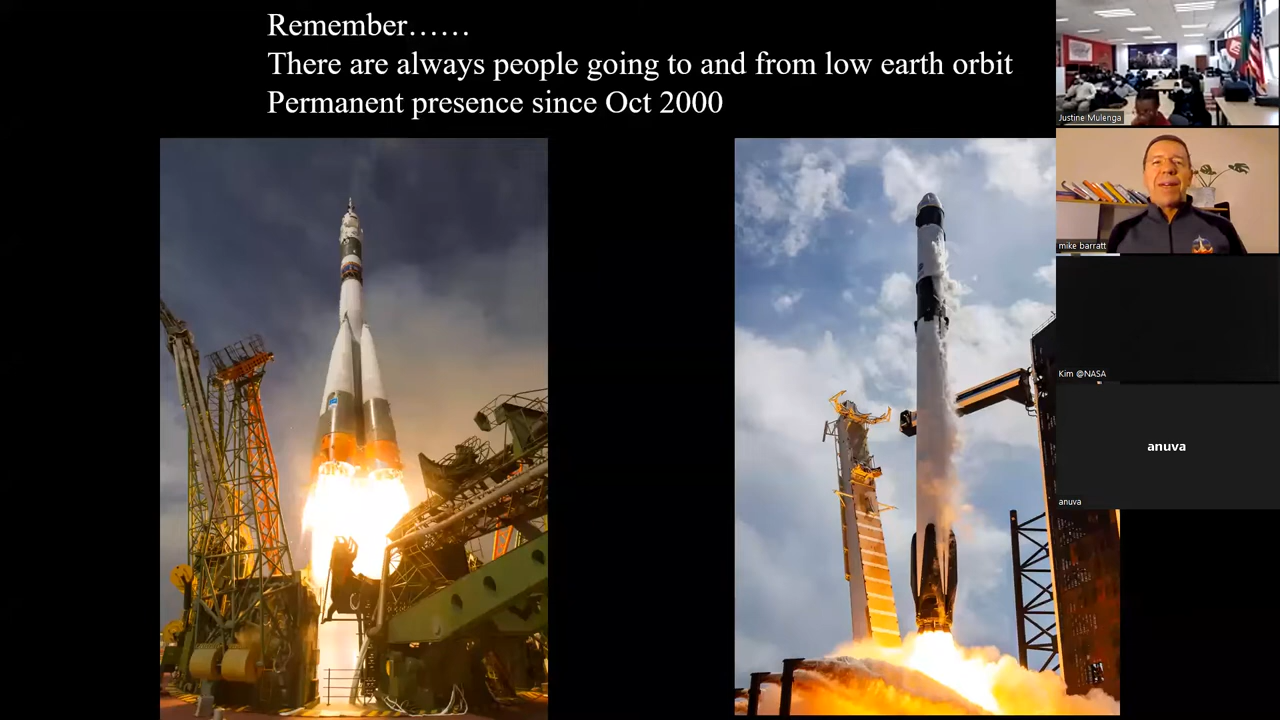 Remember……
There are always people going to and from low earth orbit
Permanent presence since Oct 2000
Justine Mulenga
mike barratt
Kim @NASA
anuva
anuva